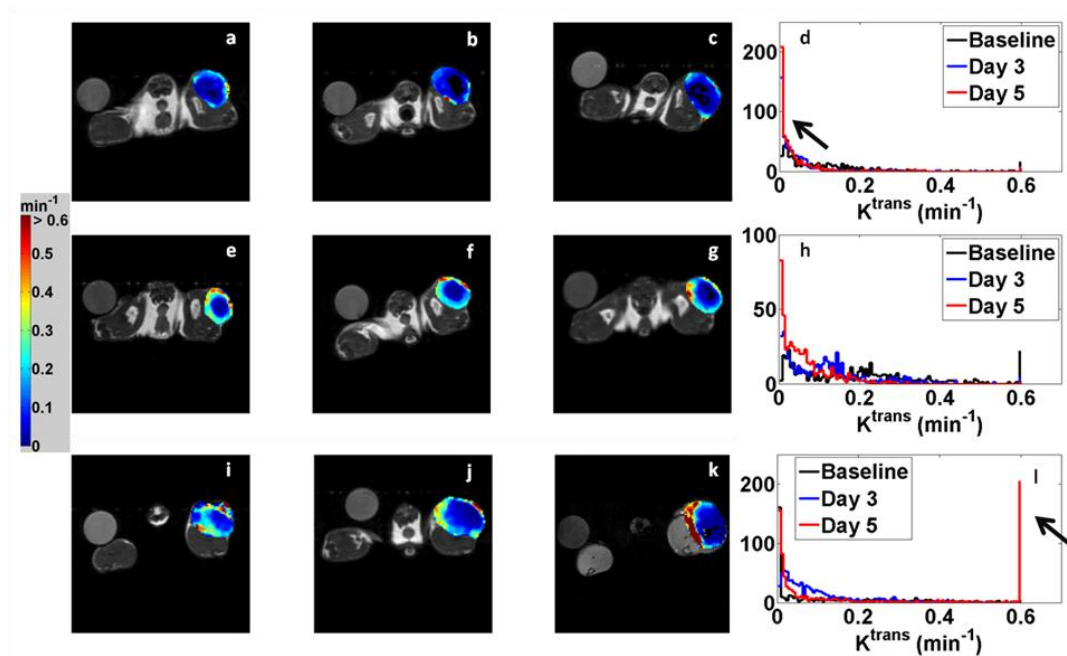 a
b
c
d
200
100
0
Baseline
Day 3
Day 5
0 0.2 0.4 0.6
K^trans (min^-1)
min^-1
> 0.6
0.5
0.4
0.3
0.2
0.1
0
e
f
g
h
100
50
0
Baseline
Day 3
Day 5
0 0.2 0.4 0.6
K^trans (min^-1)
i
j
k
l
200
100
0
Baseline
Day 3
Day 5
0 0.2 0.4 0.6
K^trans (min^-1)